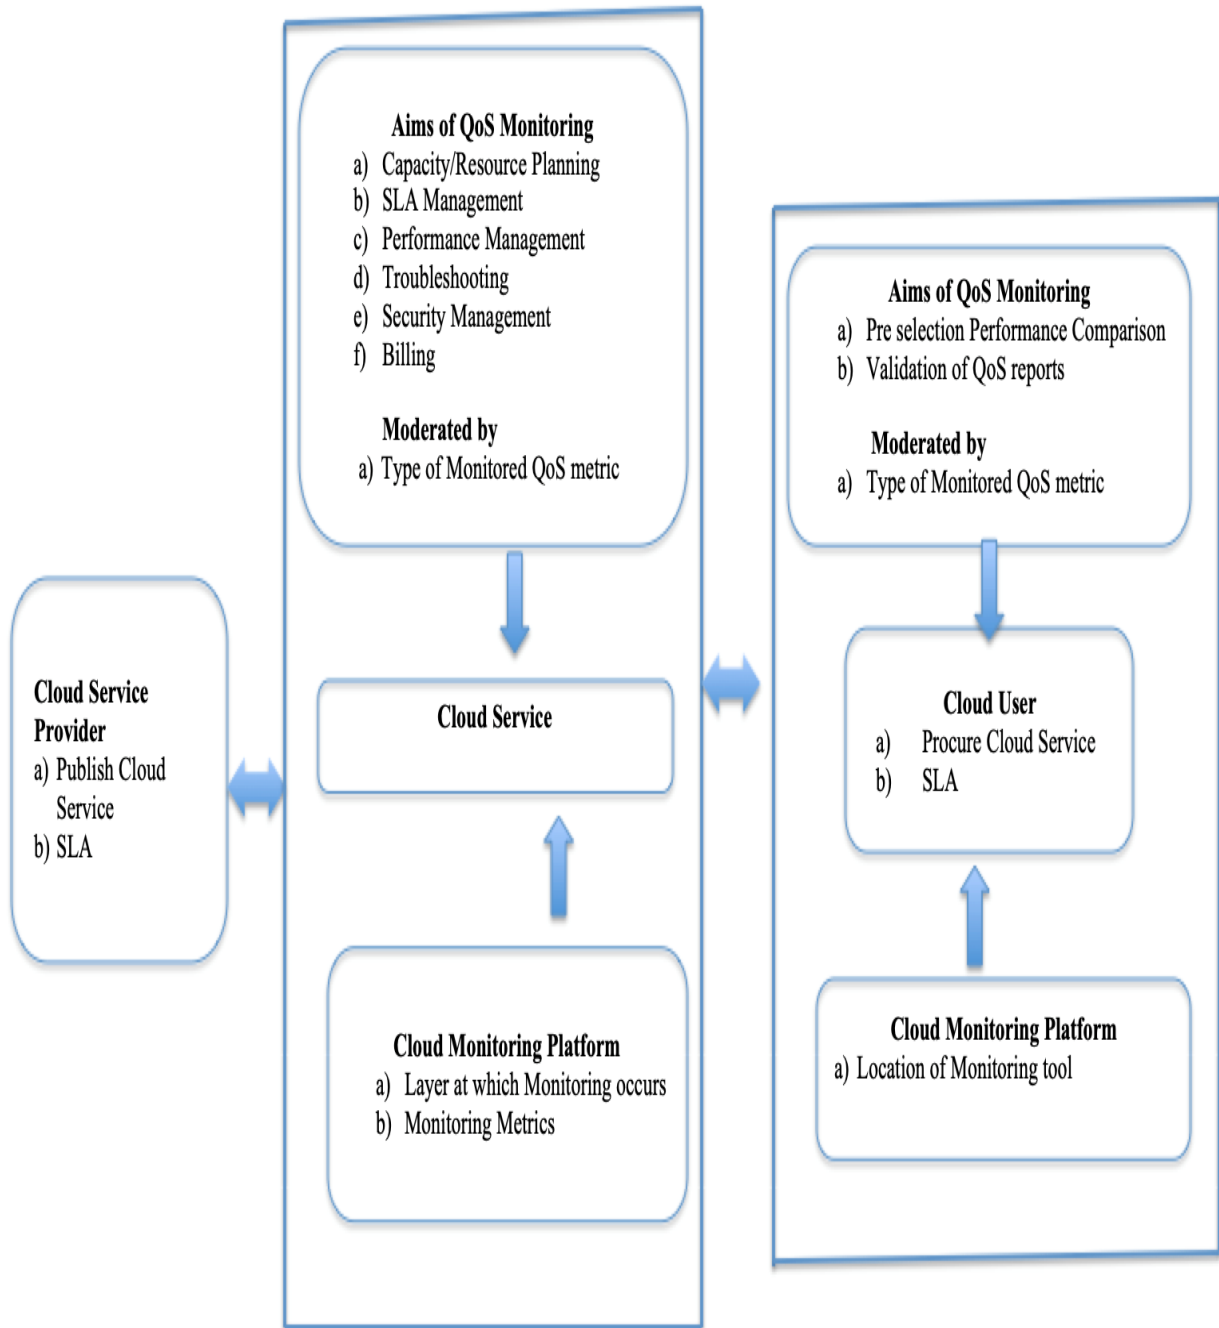 Aims of QoS Monitoring
a) Capacity/Resource Planning
b) SLA Management
c) Performance Management
d) Troubleshooting
e) Security Management
f) Billing
Moderated by
a) Type of Monitored QoS metric
Cloud Service
Provider
a) Publish Cloud
Service
b) SLA
Cloud Service
Cloud Monitoring Platform
a) Layer at which Monitoring occurs
b) Monitoring Metrics
Aims of QoS Monitoring
a) Pre selection Performance Comparison
b) Validation of QoS reports
Moderated by
a) Type of Monitored QoS metric
Cloud User
a) Procure Cloud Service
b) SLA
Cloud Monitoring Platform
a) Location of Monitoring tool